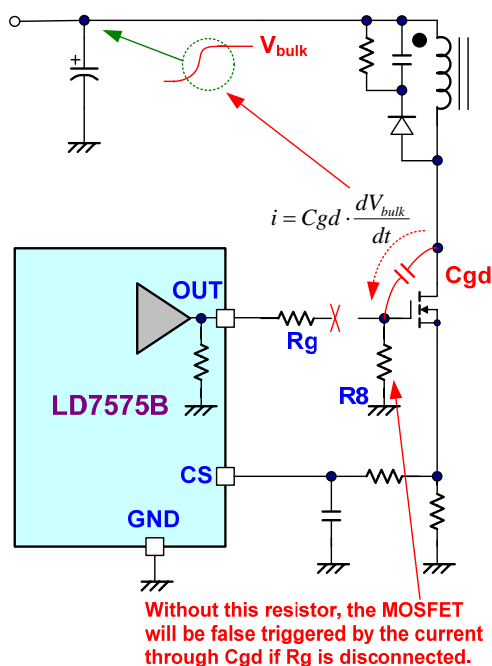 +
Vbulk
i = Cgd · dVbulk / dt
Cgd
OUT
Rg
R8
LD7575B
CS
GND
Without this resistor, the MOSFET
will be false triggered by the current
through Cgd if Rg is disconnected.